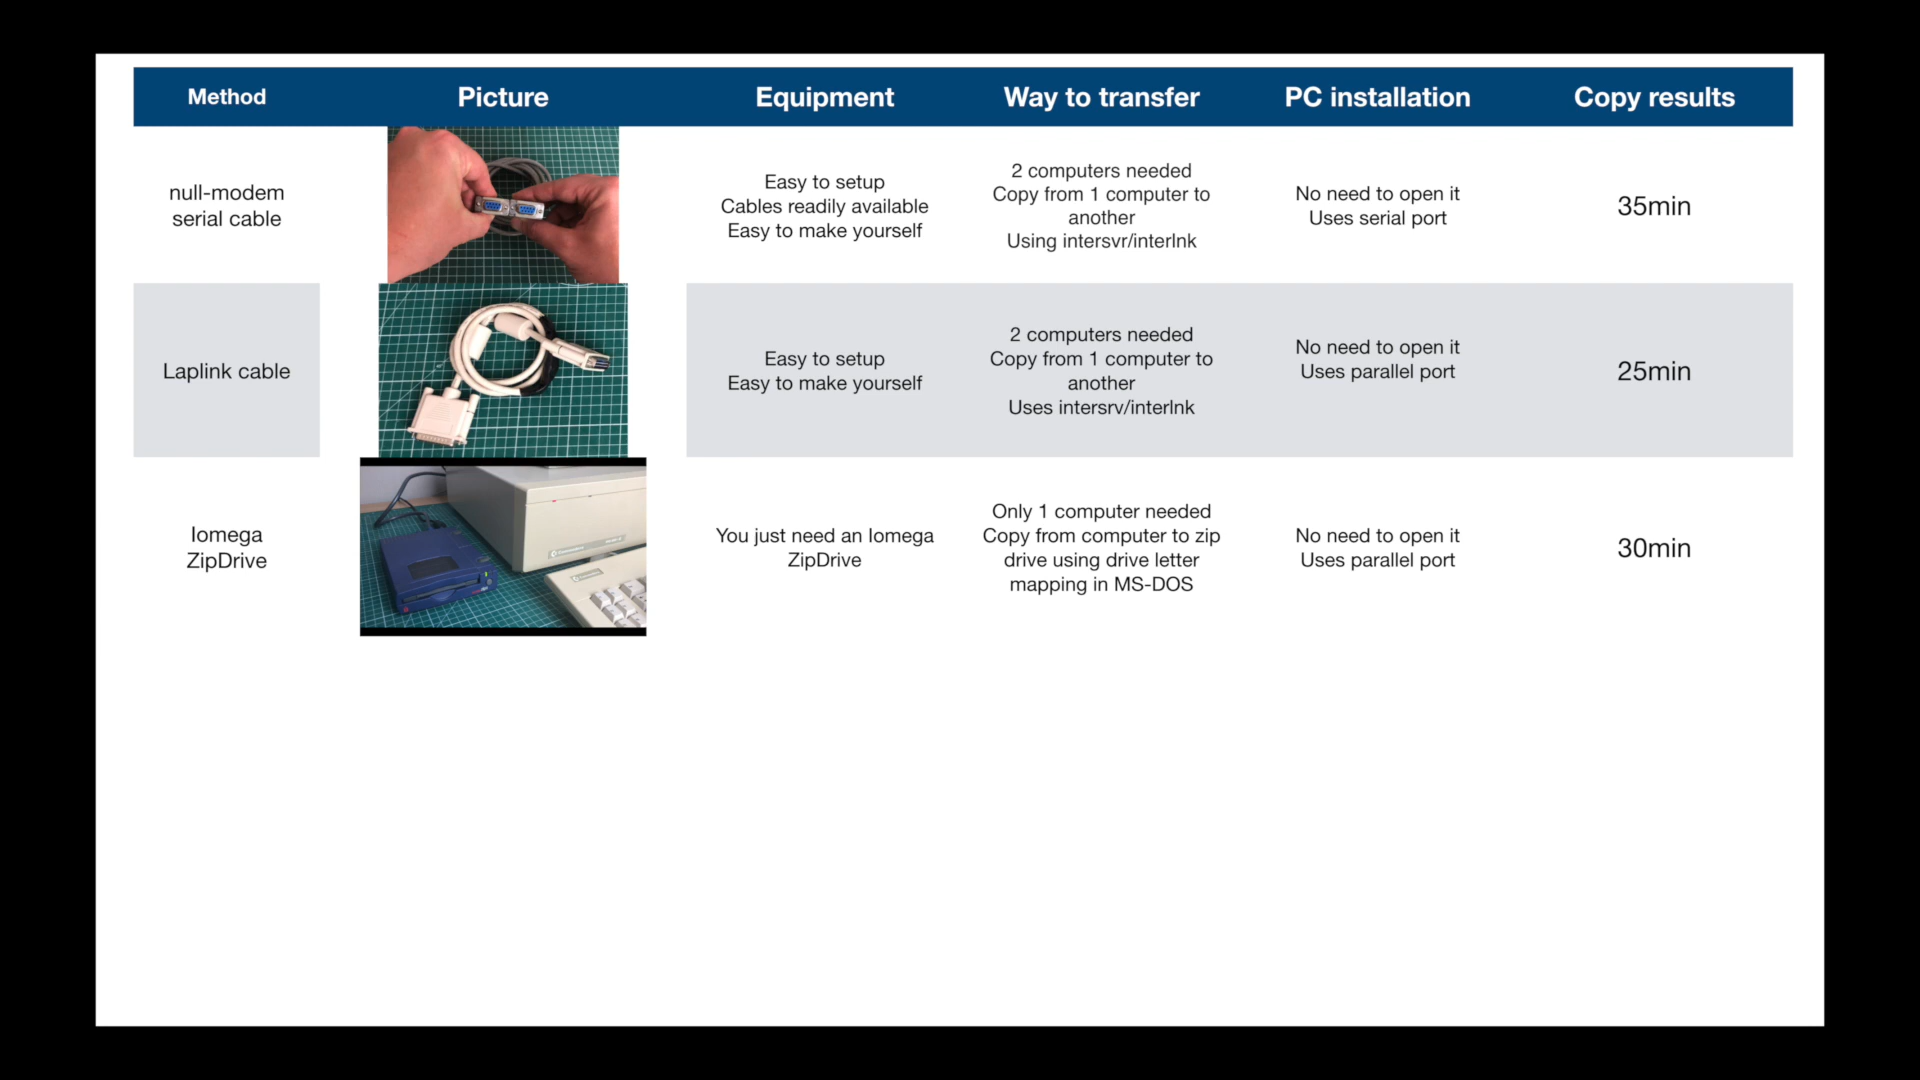 Method
Picture
Equipment
Way to transfer
PC installation
Copy results
null-modem
serial cable
Easy to setup
Cables readily available
Easy to make yourself
2 computers needed
Copy from 1 computer to
another
Using intersvr/interlnk
No need to open it
Uses serial port
35min
Laplink cable
Easy to setup
Easy to make yourself
2 computers needed
Copy from 1 computer to
another
Uses intersrv/interlnk
No need to open it
Uses parallel port
25min
Iomega
ZipDrive
You just need an Iomega
ZipDrive
Only 1 computer needed
Copy from computer to zip
drive using drive letter
mapping in MS-DOS
No need to open it
Uses parallel port
30min